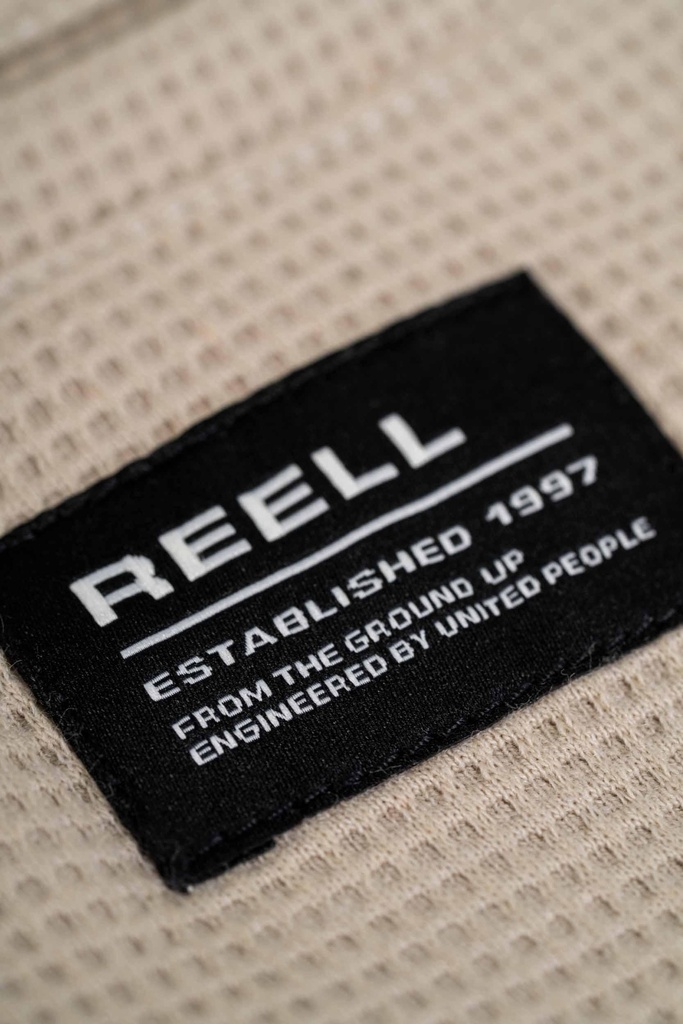 REELL
ESTABLISHED 1997
FROM THE GROUND UP
ENGINEERED BY UNITED PEOPLE